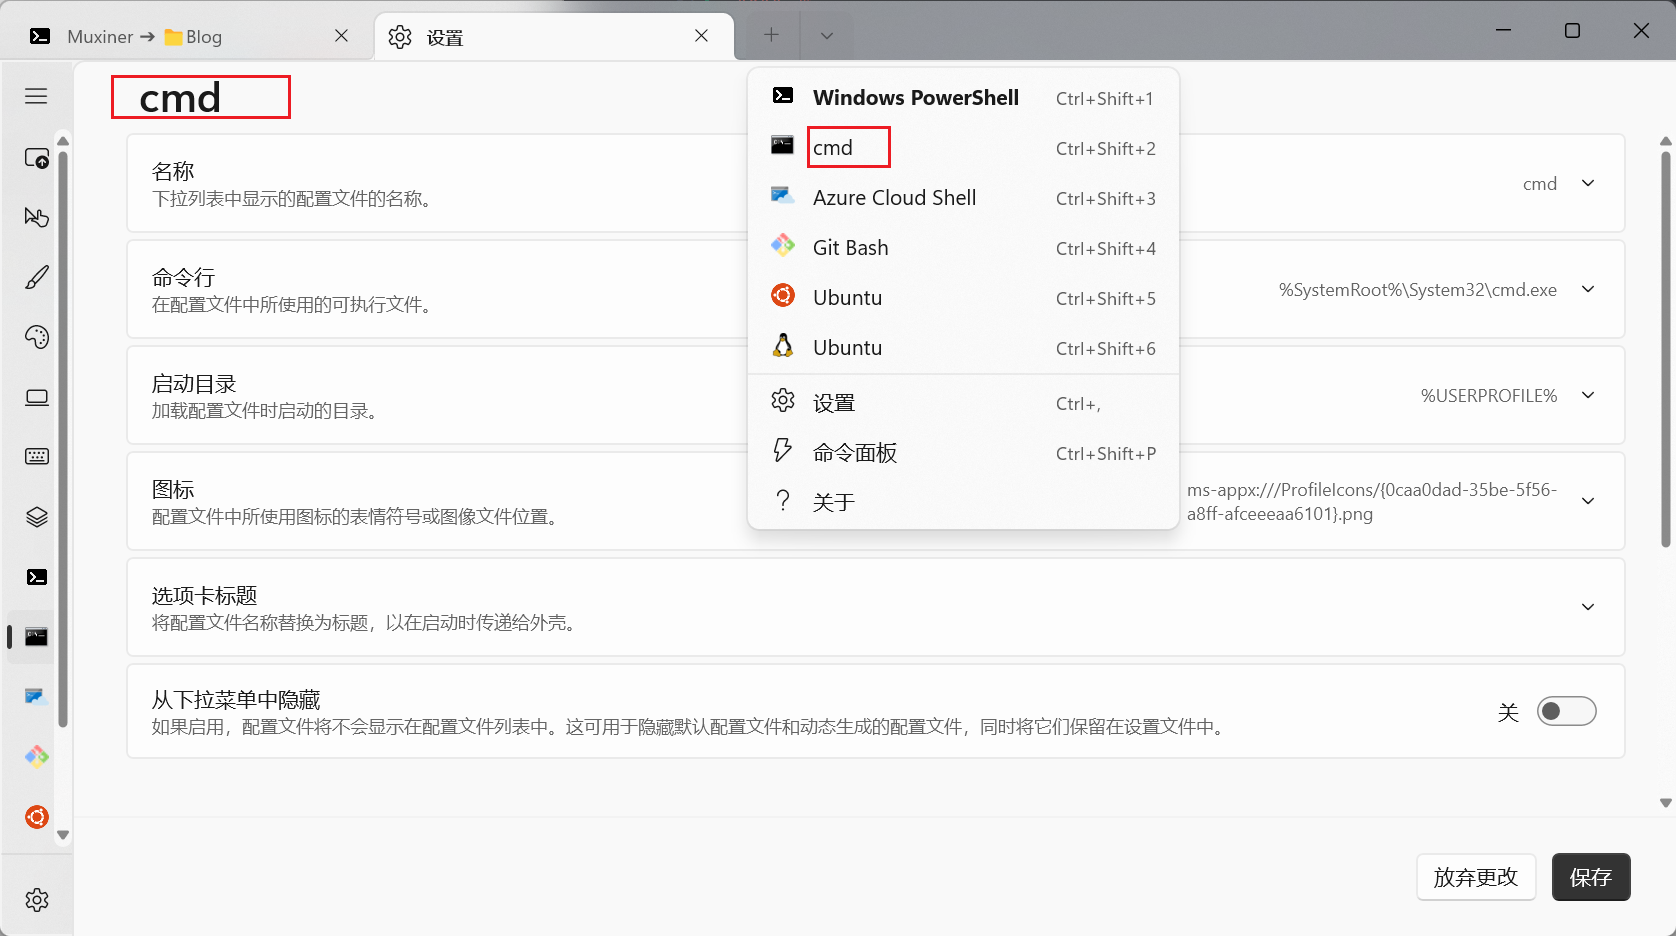 Muxiner ➔ 📁Blog
设置
cmd
名称
下拉列表中显示的配置文件的名称。
cmd
命令行
在配置文件中所使用的可执行文件。
%SystemRoot%\System32\cmd.exe
启动目录
加载配置文件时启动的目录。
%USERPROFILE%
图标
配置文件中所使用图标的表情符号或图像文件位置。
ms-appx:///ProfileIcons/{0caa0dad-35be-5f56-
a8ff-afceeeaa6101}.png
选项卡标题
将配置文件名称替换为标题，以在启动时传递给外壳。
从下拉菜单中隐藏
如果启用，配置文件将不会显示在配置文件列表中。这可用于隐藏默认配置文件和动态生成的配置文件，同时将它们保留在设置文件中。
关
Windows PowerShell Ctrl+Shift+1
cmd Ctrl+Shift+2
Azure Cloud Shell Ctrl+Shift+3
Git Bash Ctrl+Shift+4
Ubuntu Ctrl+Shift+5
Ubuntu Ctrl+Shift+6
设置 Ctrl+,
命令面板 Ctrl+Shift+P
关于
放弃更改
保存